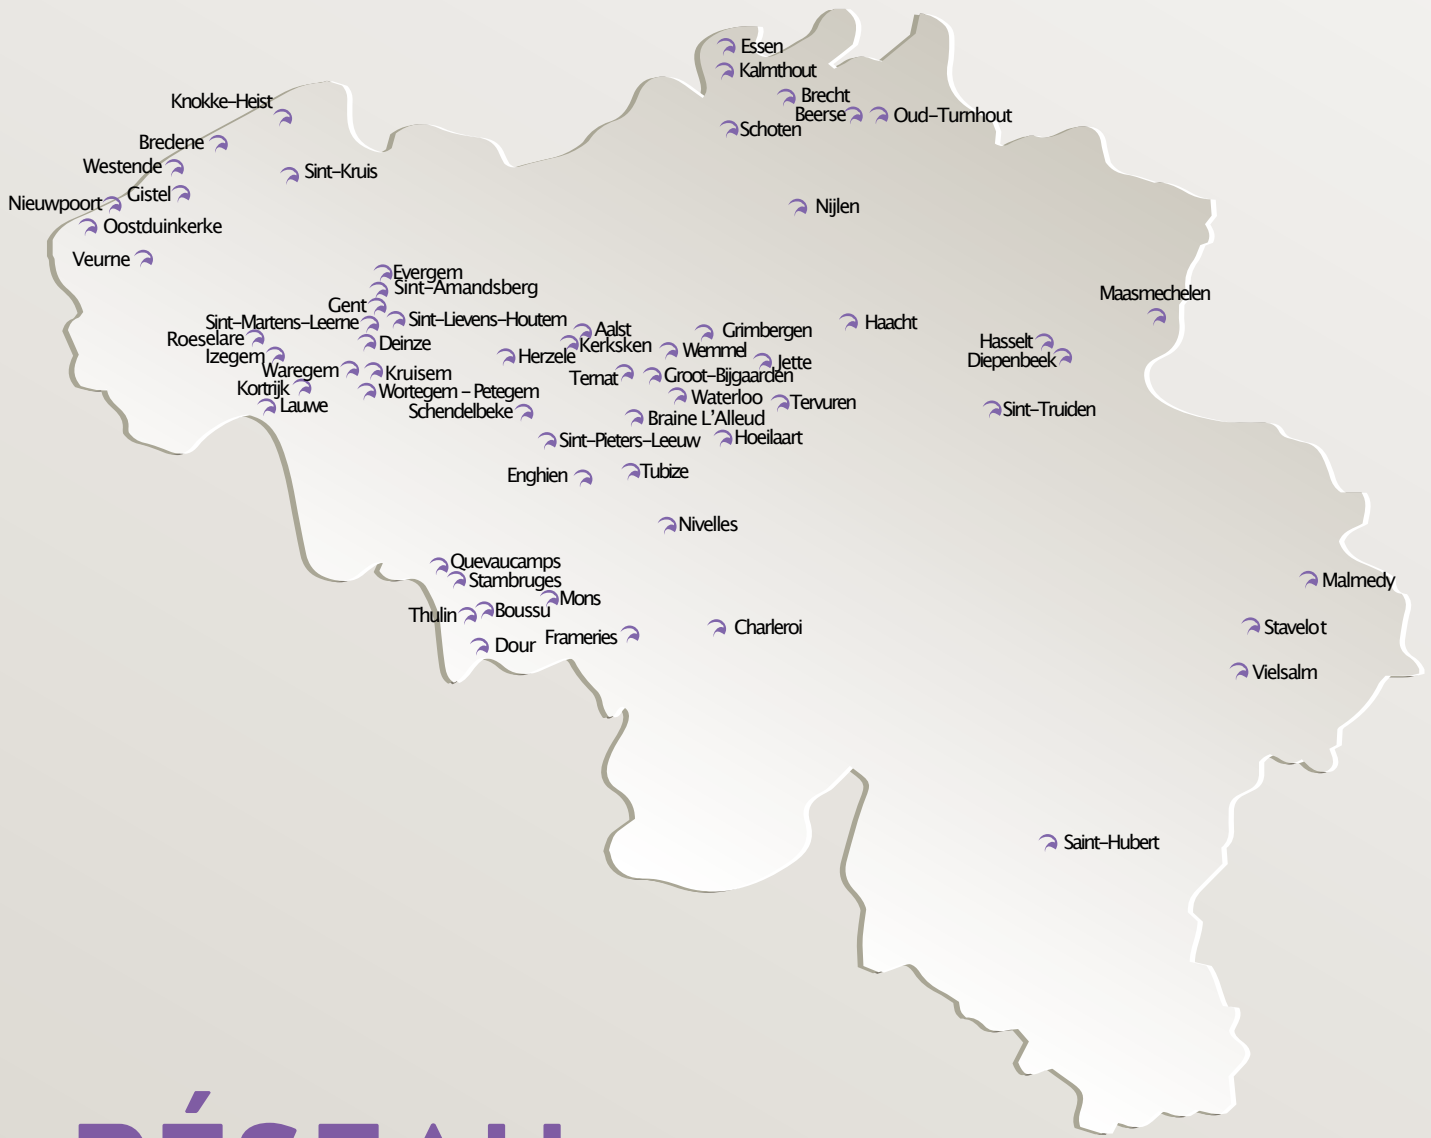 Essen
Kalmthout
Brecht
Knokke-Heist
Beerse
Oud-Turnhout
Schoten
Bredene
Westende
Sint-Kruis
Gistel
Nieuwpoort
Nijlen
Oostduinkerke
Veurne
Evergem
Sint-Amandsberg
Maasmechelen
Gent
Sint-Martens-Leerne
Sint-Lievens-Houtem
Haacht
Aalst
Grimbergen
Roeselare
Deinze
Kerksken
Hasselt
Wemmel
Izegem
Herzele
Diepenbeek
Jette
Waregem
Kruisem
Ternat
Groot-Bijgaarden
Kortrijk
Wortegem - Petegem
Waterloo
Tervuren
Lauwe
Schendelbeke
Sint-Truiden
Braine L'Alleud
Sint-Pieters-Leeuw
Hoeilaart
Enghien
Tubize
Nivelles
Quevaucamps
Stambruges
Malmedy
Mons
Thulin
Boussu
Charleroi
Stavelot
Frameries
Dour
Vielsalm
Saint-Hubert
RÉSEAU